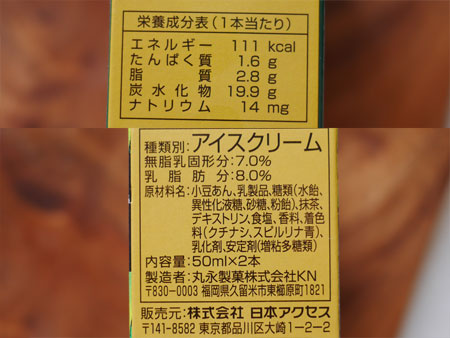 栄養成分表(1本当たり)
エネルギー 111 kcal
たんぱく質 1.6 g
脂質 2.8 g
炭水化物 19.9 g
ナトリウム 14 mg
種類別:アイスクリーム
無脂乳固形分:7.0%
乳脂肪分:8.0%
原材料名:小豆あん、乳製品、糖類(水飴、
異性化液糖、砂糖、粉飴)、抹茶、
デキストリン、食塩、香料、着色
料(クチナシ、スピルリナ青)、
乳化剤、安定剤(増粘多糖類)
内容量:50ml×2本
製造者:丸永製菓株式会社KN
〒830-0003 福岡県久留米市東櫛原町1821
販売元:株式会社 日本アクセス
〒141-8582 東京都品川区大崎1-2-2